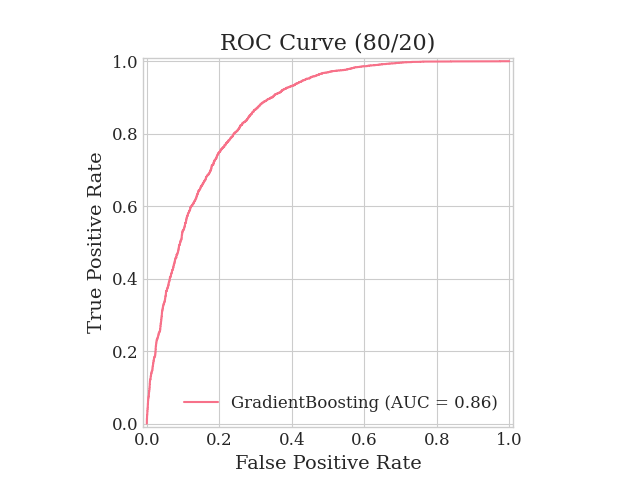 ROC Curve (80/20)
True Positive Rate
1.0
0.8
0.6
0.4
0.2
0.0
GradientBoosting (AUC = 0.86)
0.0 0.2 0.4 0.6 0.8 1.0
False Positive Rate